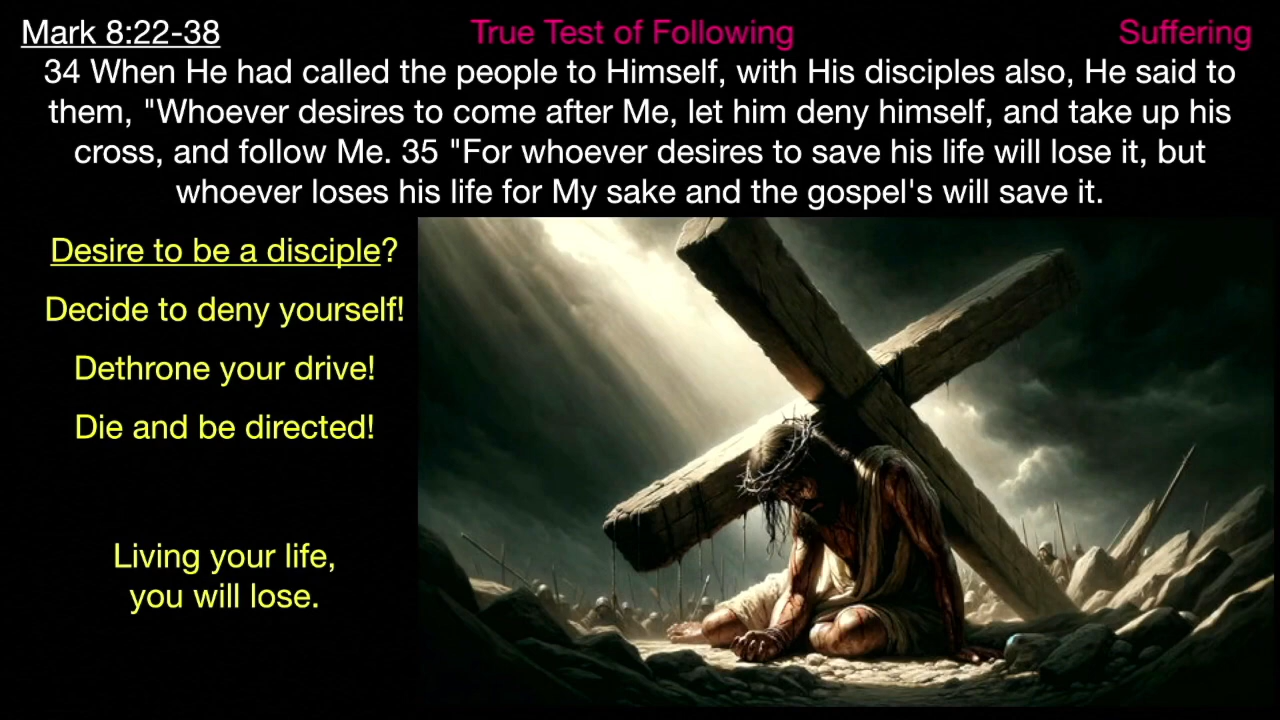 Mark 8:22-38 True Test of Following Suffering
34 When He had called the people to Himself, with His disciples also, He said to
them, "Whoever desires to come after Me, let him deny himself, and take up his
cross, and follow Me. 35 "For whoever desires to save his life will lose it, but
whoever loses his life for My sake and the gospel's will save it.
Desire to be a disciple?
Decide to deny yourself!
Dethrone your drive!
Die and be directed!
Living your life,
you will lose.